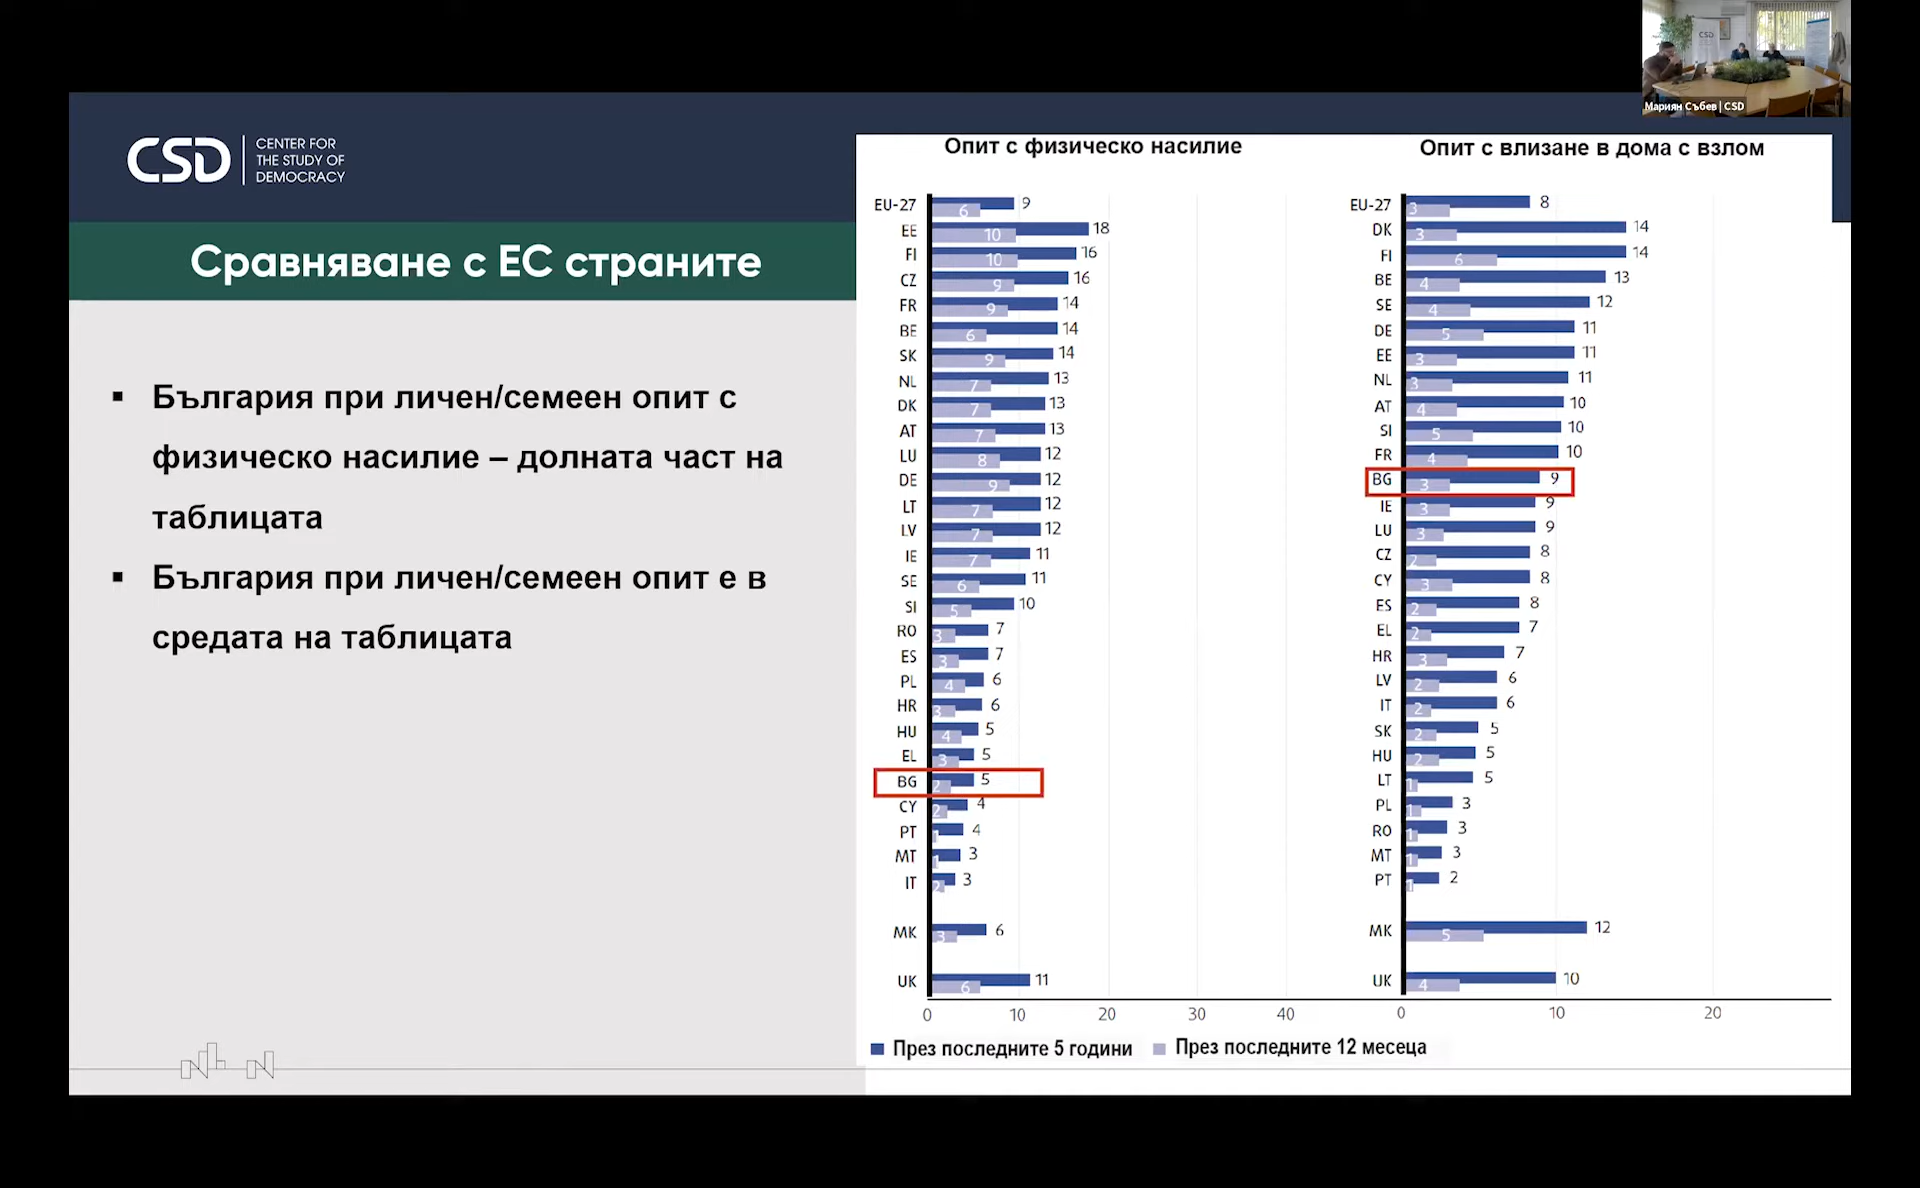 Мариян Събев | CSD
CSD
CENTER FOR
THE STUDY OF
DEMOCRACY
Сравняване с ЕС страните
▪ България при личен/семеен опит с
физическо насилие – долната част на
таблицата
▪ България при личен/семеен опит е в
средата на таблицата
Опит с физическо насилие
EU-27 9 6
EE 18 10
FI 16 10
CZ 16 9
FR 14 9
BE 14 6
SK 14 9
NL 13 7
DK 13 7
AT 13 7
LU 12 8
DE 12 9
LT 12 7
LV 12 7
IE 11 7
SE 11 6
SI 10 5
RO 7 3
ES 7 3
PL 6 4
HR 6 3
HU 5 4
EL 5 3
BG 5 2
CY 4 2
PT 4 1
MT 3 1
IT 3 2
MK 6 3
UK 11 6
0 10 20 30 40
Опит с влизане в дома с взлом
EU-27 8 3
DK 14 3
FI 14 6
BE 13 4
SE 12 4
DE 11 5
EE 11 3
NL 11 3
AT 10 4
SI 10 5
FR 10 4
BG 9 3
IE 9 3
LU 9 3
CZ 8 2
CY 8 3
ES 8 2
EL 7 2
HR 7 3
LV 6 2
IT 6 2
SK 5 2
HU 5 2
LT 5 1
PL 3 1
RO 3 1
MT 3 1
PT 2 1
MK 12 5
UK 10 4
0 10 20
През последните 5 години
През последните 12 месеца